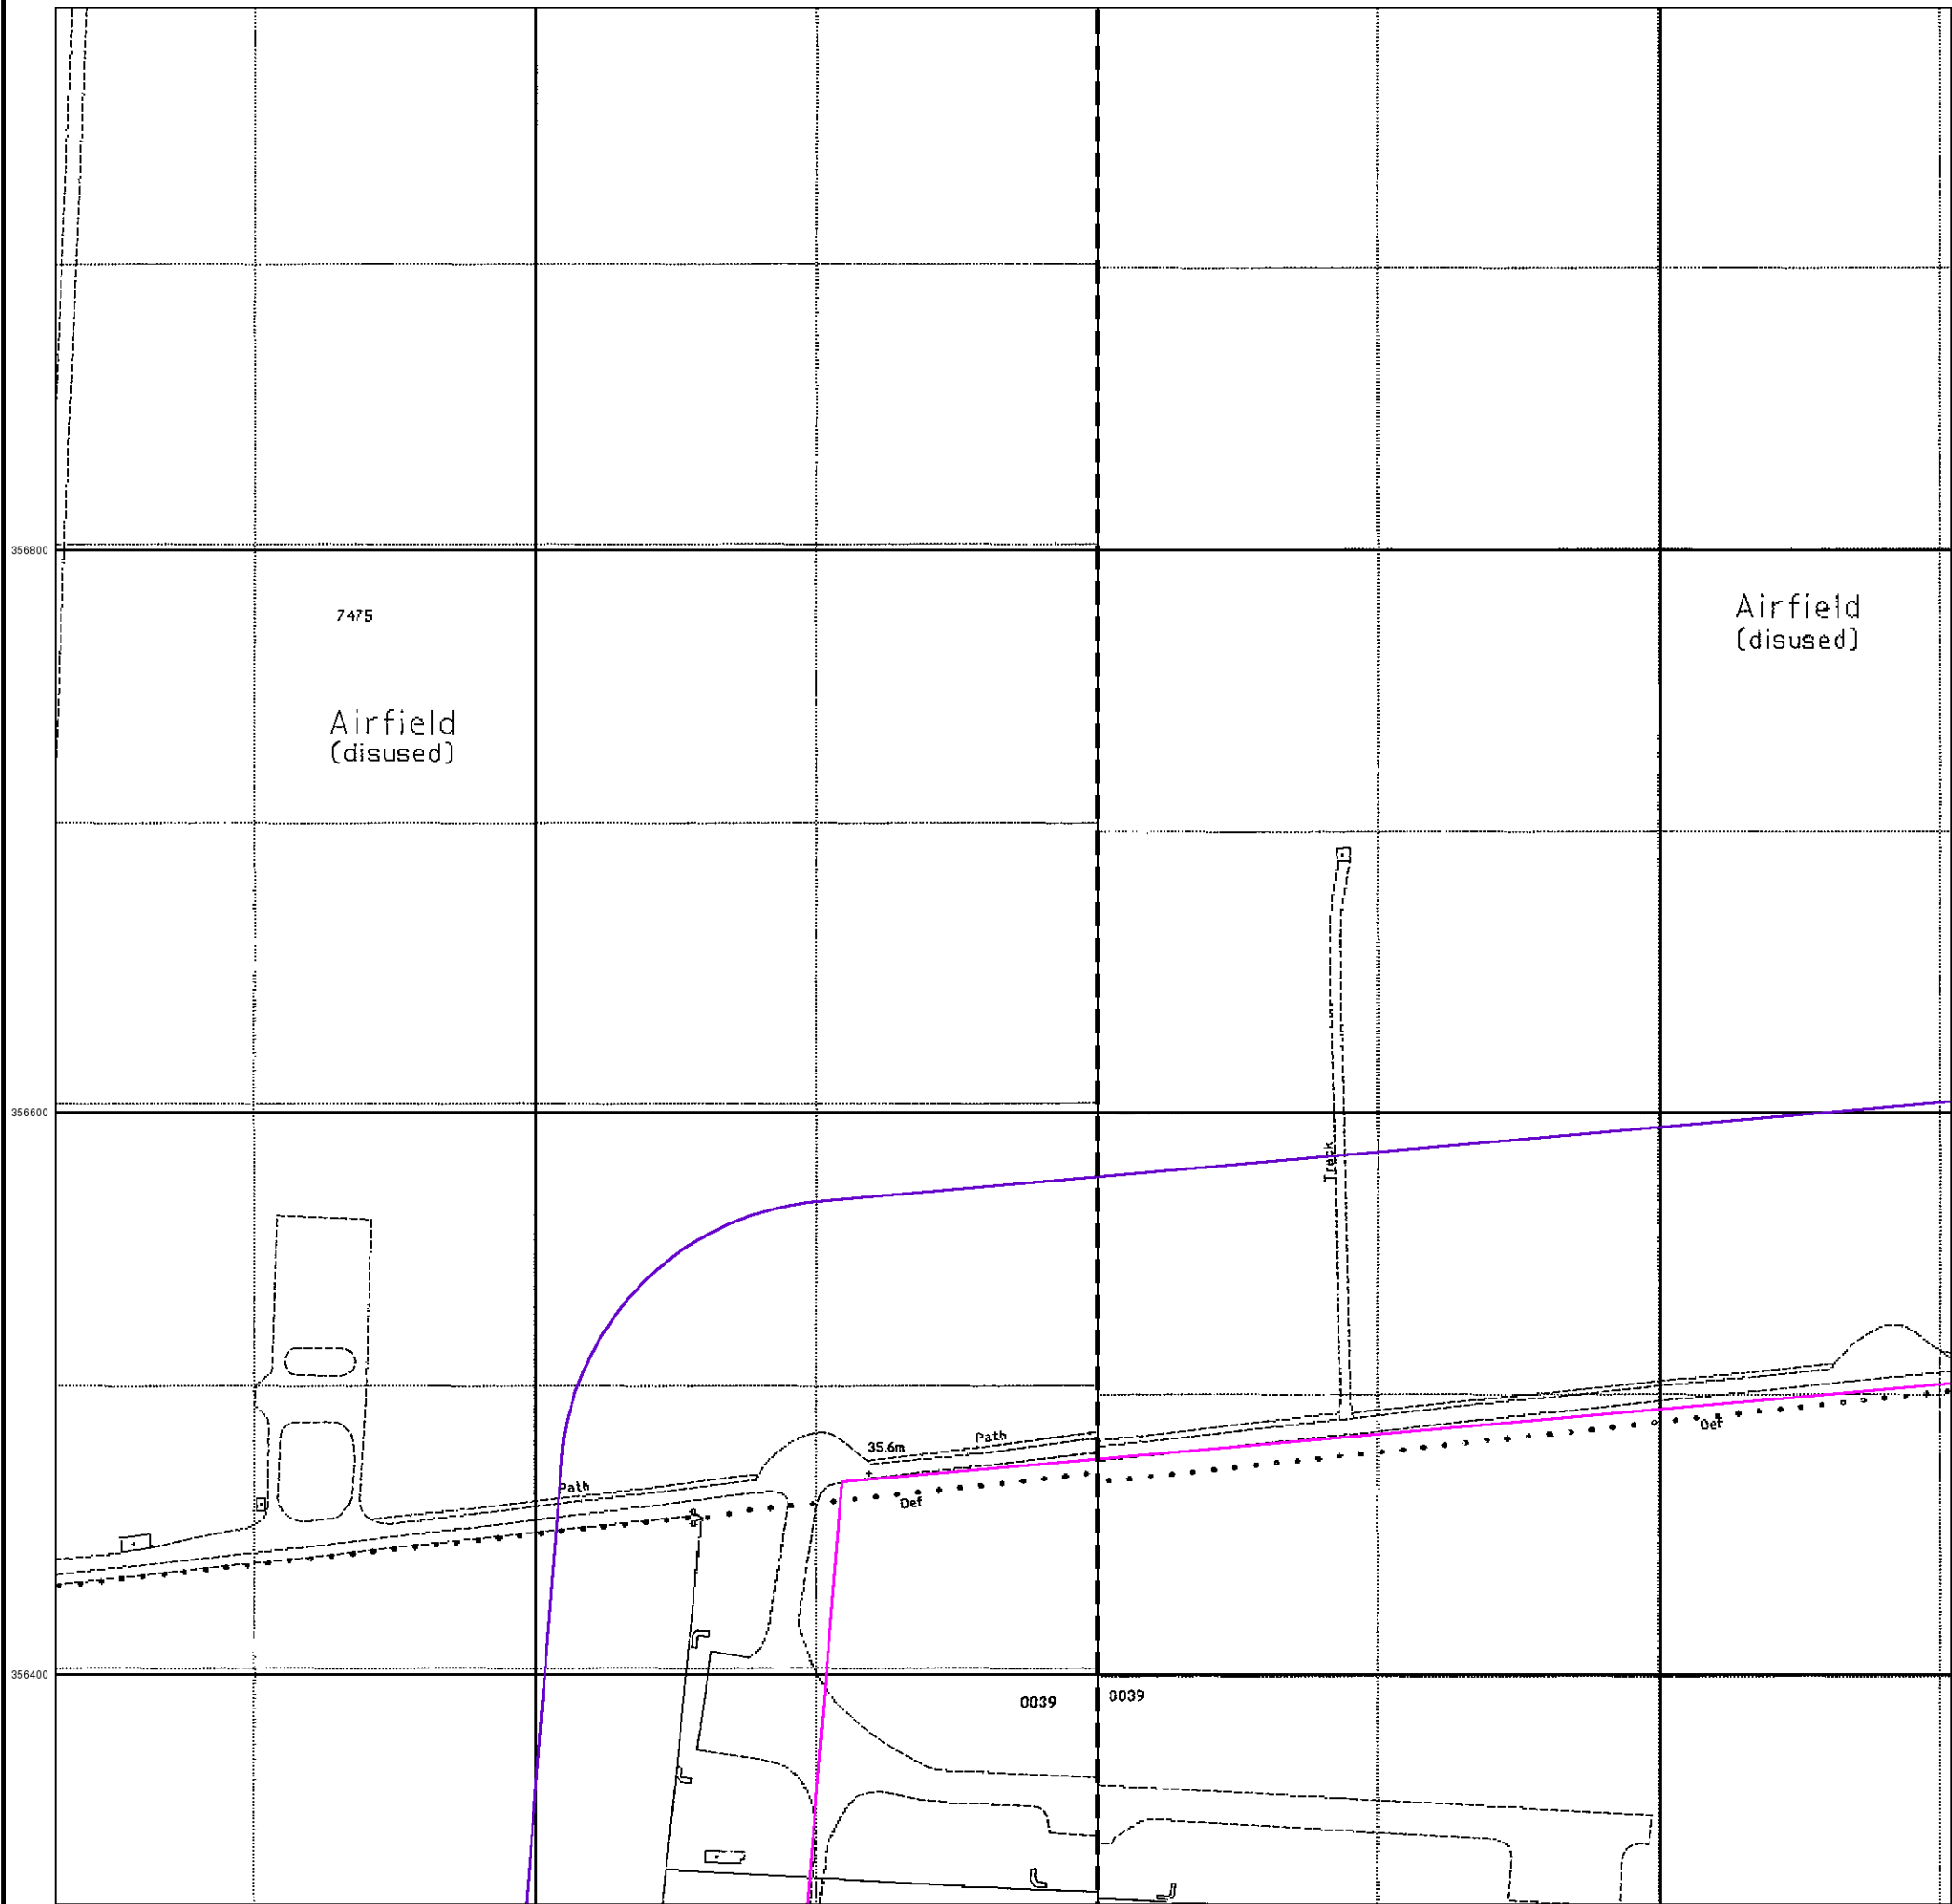 356800
7475
Airfield
(disused)
Airfield
(disused)
356600
Track
35.6m
Path
Def
Path
Def
356400
0039
0039